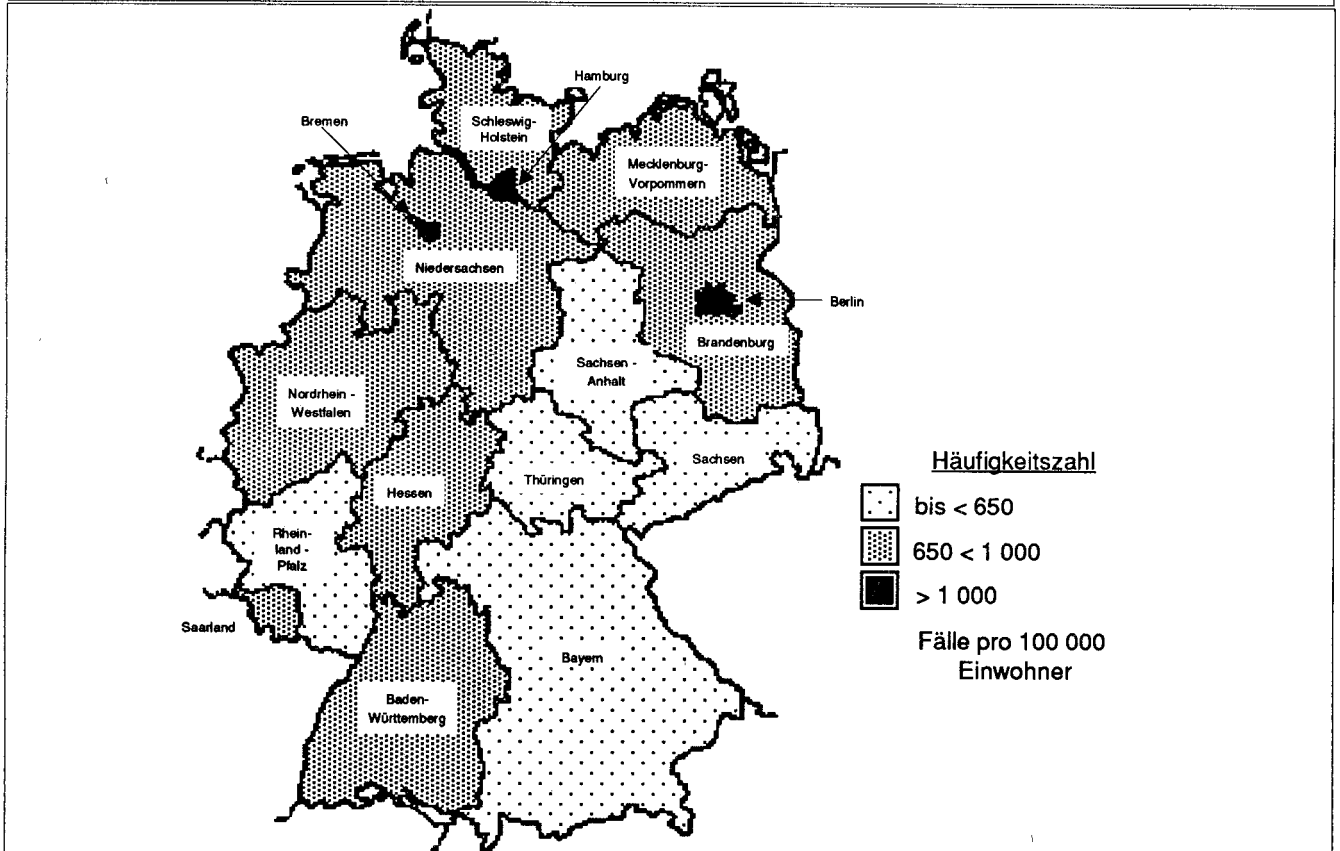 Hamburg
Bremen
Schleswig-
Holstein
Mecklenburg-
Vorpommern
Niedersachsen
Berlin
Brandenburg
Sachsen -
Anhalt
Nordrhein -
Westfalen
Sachsen
Thüringen
Hessen
Rhein-
land -
Pfalz
Saarland
Bayern
Baden-
Württemberg
Häufigkeitszahl
bis < 650
650 < 1 000
> 1 000
Fälle pro 100 000
Einwohner